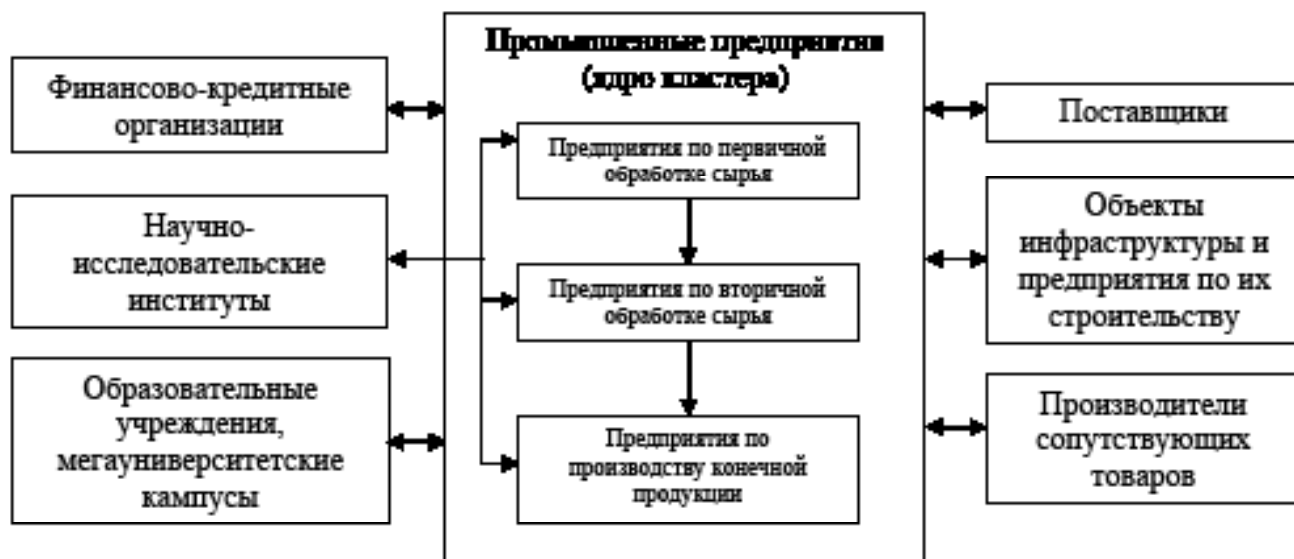 Промышленные предприятия
(ядро кластера)
Финансово-кредитные
организации
Научно-
исследовательские
институты
Образовательные
учреждения,
мегауниверситетские
кампусы
Предприятия по первичной
обработке сырья
Предприятия по вторичной
обработке сырья
Предприятия по
производству конечной
продукции
Поставщики
Объекты
инфраструктуры и
предприятия по их
строительству
Производители
сопутствующих
товаров